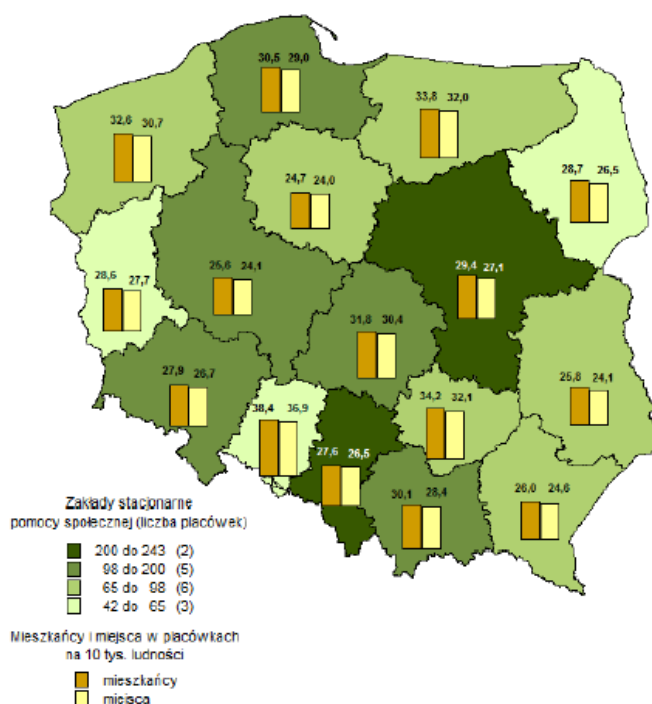 30,5 29,0
32,6 30,7
33,8 32,0
24,7 24,0
28,7 26,5
28,6 27,7
25,6 24,1
29,4 27,1
31,8 30,4
27,9 26,7
38,4 36,9
34,2 32,1
25,8 24,1
27,6 26,5
30,1 28,4
26,0 24,6
Zakłady stacjonarne
pomocy społecznej (liczba placówek)
200 do 243 (2)
98 do 200 (5)
65 do 98 (6)
42 do 65 (3)
Mieszkańcy i miejsca w placówkach
na 10 tys. ludności
mieszkańcy
miejsca